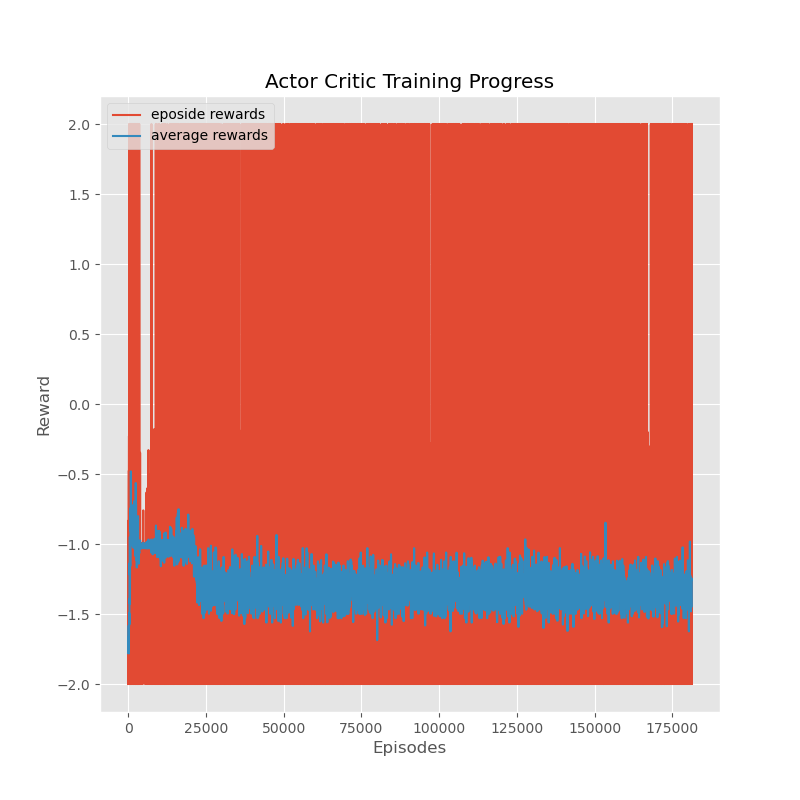 Actor Critic Training Progress
eposide rewards
average rewards
2.0
1.5
1.0
0.5
0.0
−0.5
−1.0
−1.5
−2.0
Reward
0 25000 50000 75000 100000 125000 150000 175000
Episodes